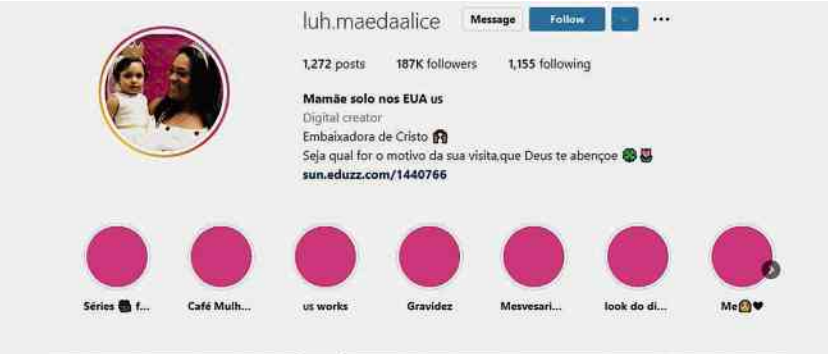 luh.maedaalice Message Follow
1,272 posts 187K followers 1,155 following
Mamãe solo nos EUA us
Digital creator
Embaixadora de Cristo
Seja qual for o motivo da sua visita,que Deus te abençoe
sun.eduzz.com/1440766
Séries f... Café Mulh... us works Gravidez Mesvesari... look do di... Me